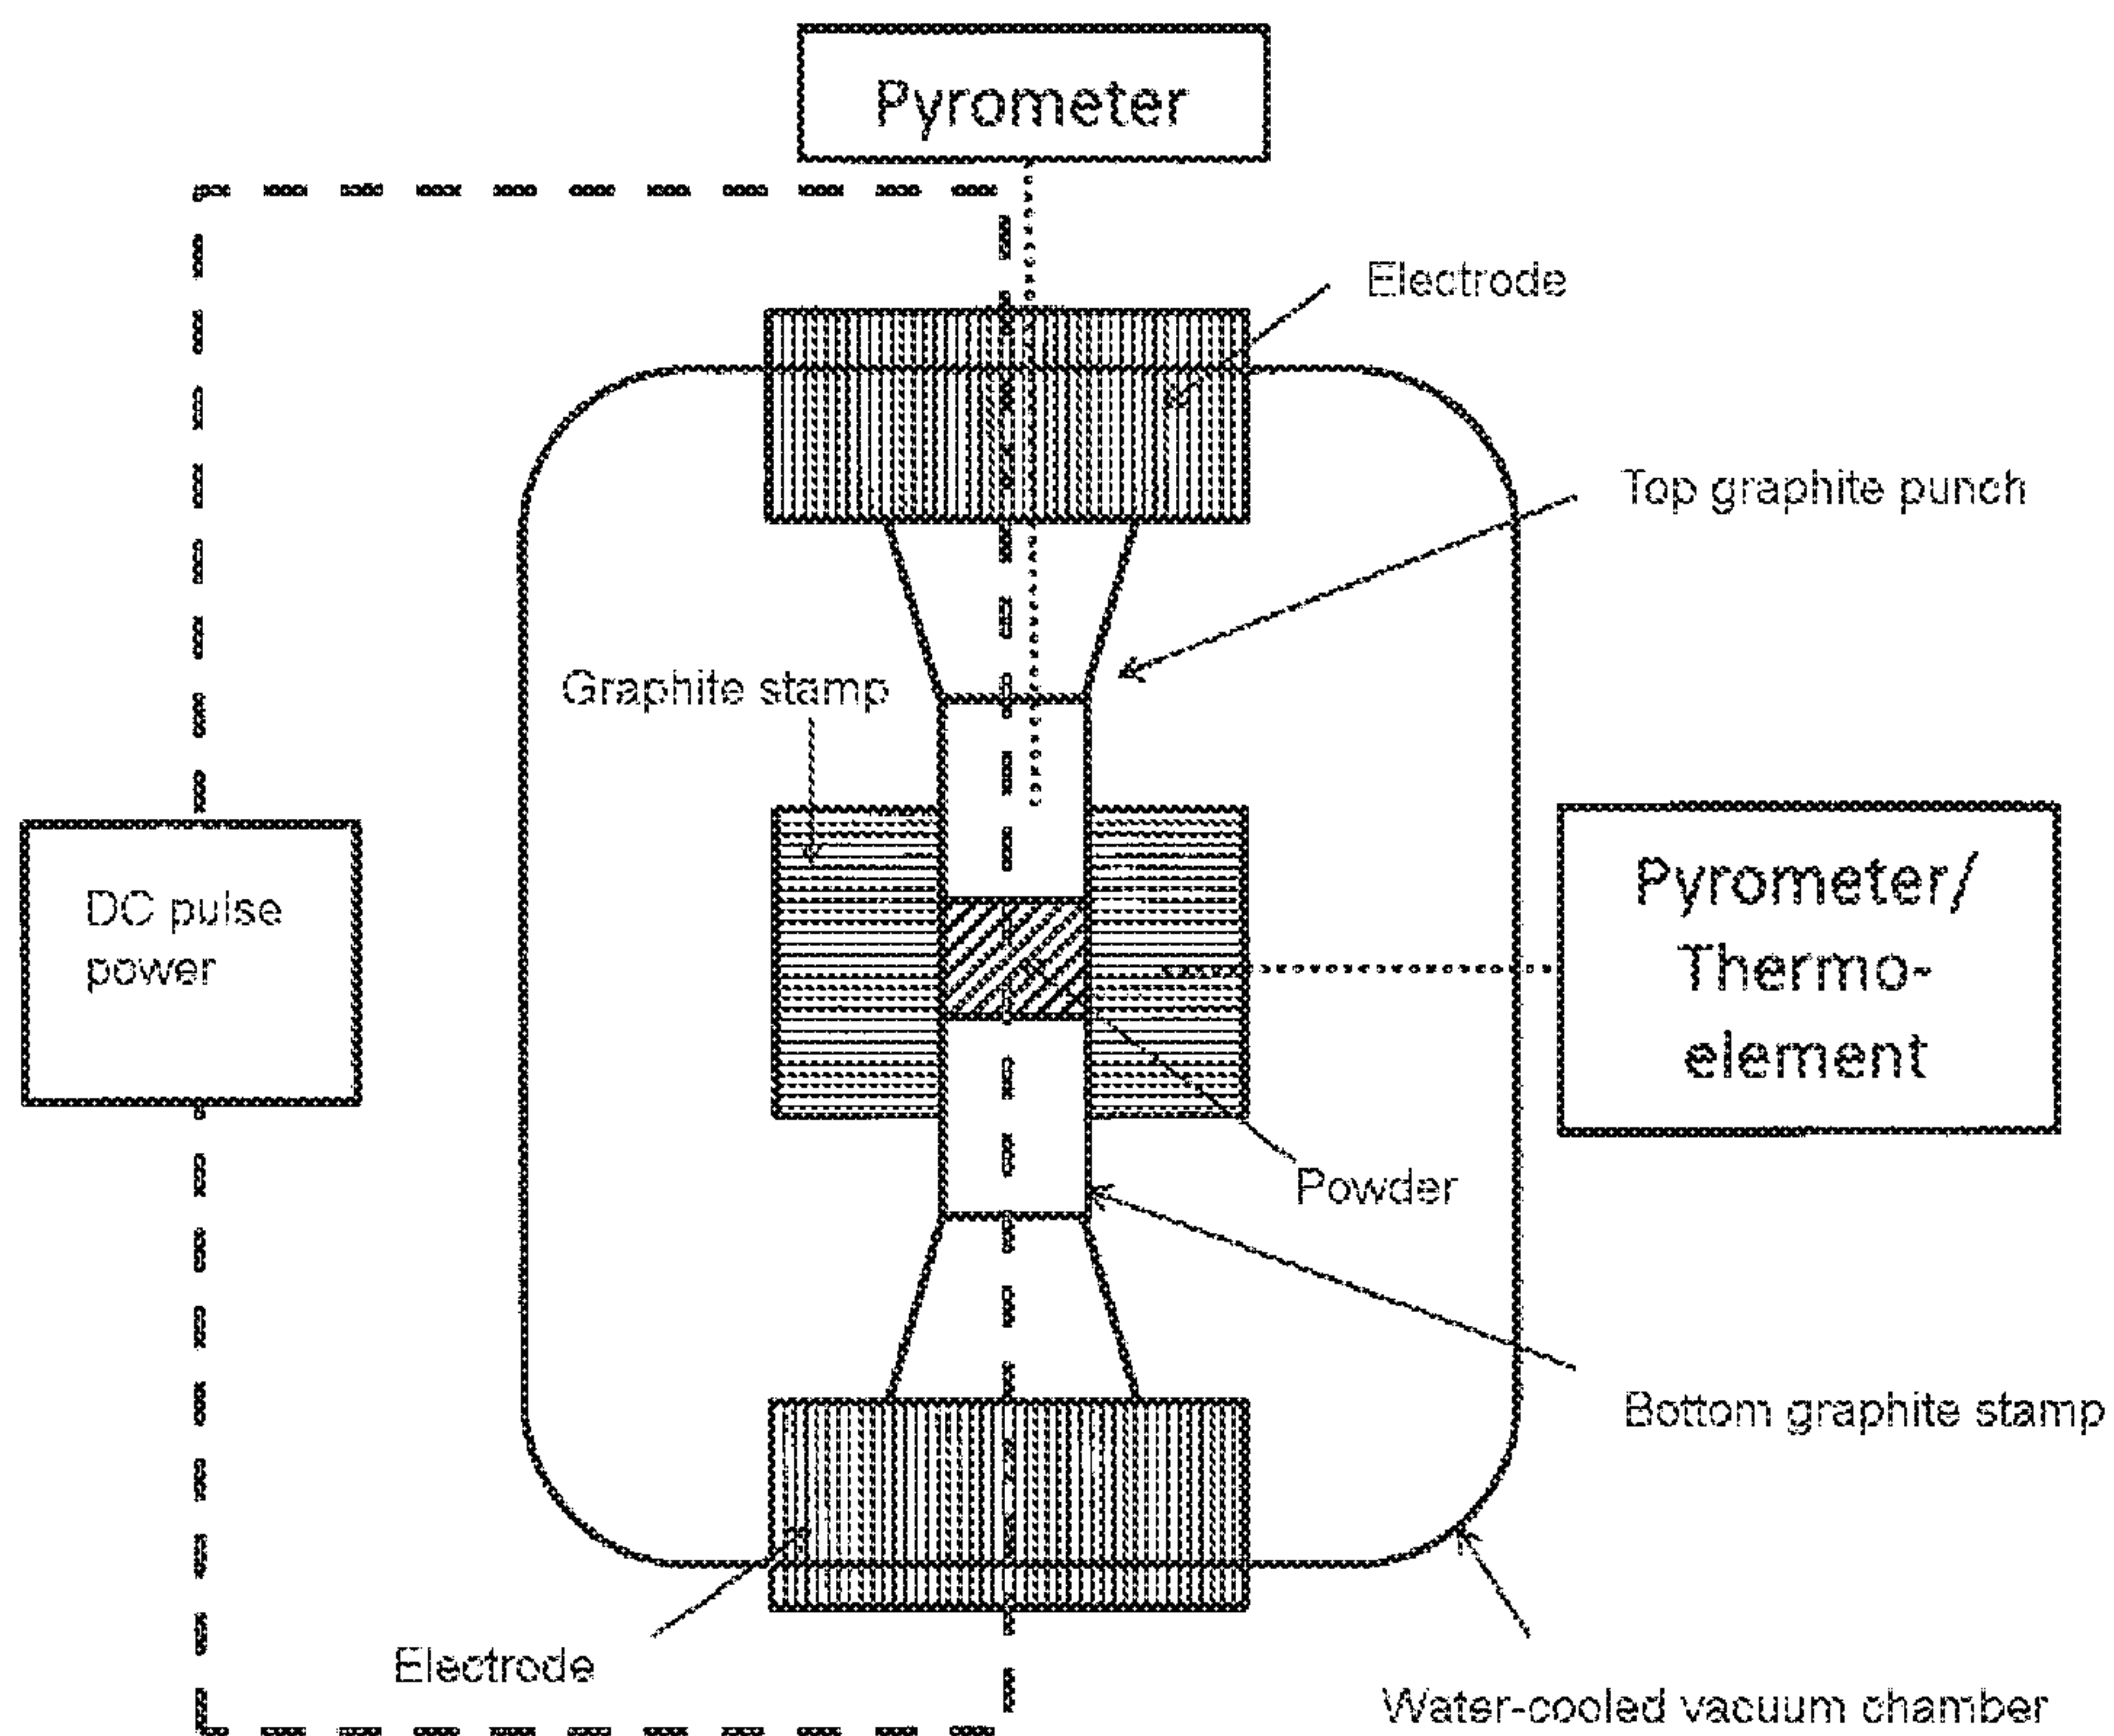 Pyrometer
Electrode
Top graphite punch
Graphite stamp
DC pulse
power
Pyrometer/
Thermo-
element
Powder
Bottom graphite stamp
Electrode
Water-cooled vacuum chamber